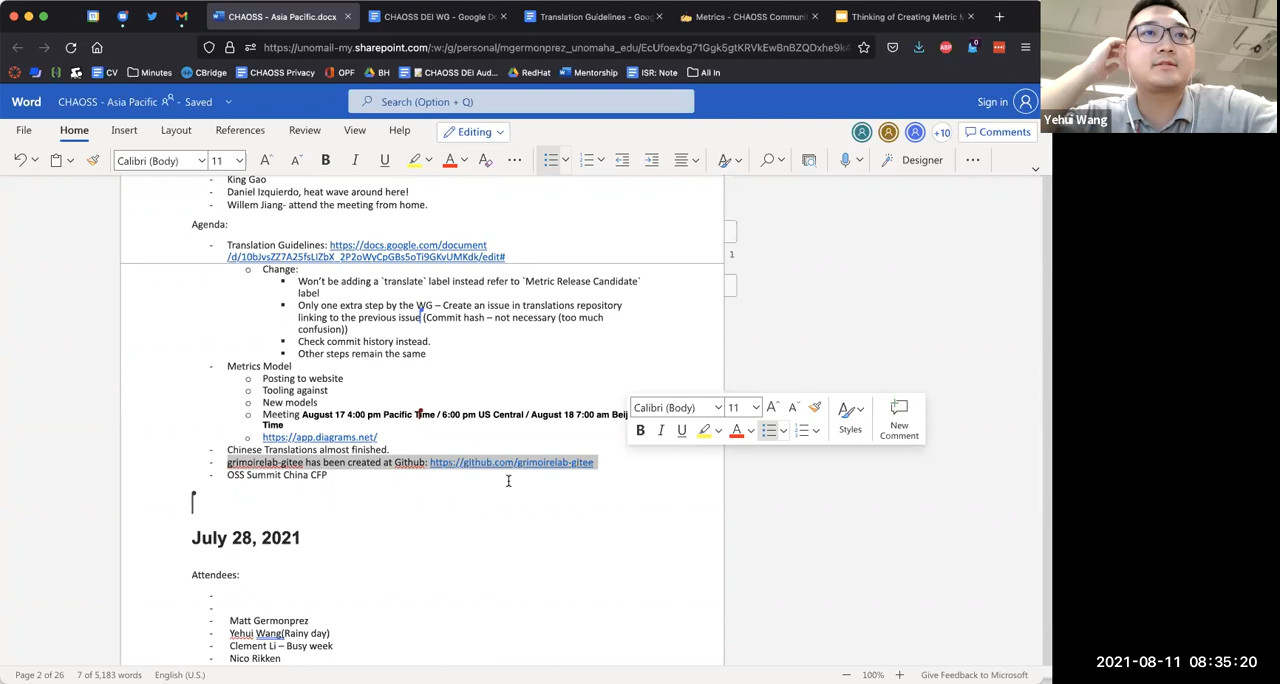 CHAOSS - Asia Pacific.docx
CHAOSS DEI WG - Google Do
Translation Guidelines - Goog
Metrics - CHAOSS Communit
Thinking of Creating Metric M
https://unomail-my.sharepoint.com/:w:/g/personal/mgermonprez_unomaha_edu/EcUfoexbg71Ggk5gtKRVkEwBnBZQDxhe9k4
CV
Minutes
CBridge
CHAOSS Privacy
OPF
BH
CHAOSS DEI Aud...
RedHat
Mentorship
ISR: Note
All In
Yehui Wang
Word
CHAOSS - Asia Pacific - Saved
Search (Option + Q)
Sign in
File
Home
Insert
Layout
References
Review
View
Help
Editing
+10
Comments
Calibri (Body)
11
B
I
U
Designer
King Gao
- Daniel Izquierdo, heat wave around here!
- Willem Jiang- attend the meeting from home.
Agenda:
- Translation Guidelines: https://docs.google.com/document
/d/10bJvsZZ7A25fsLIZbX_2P2oWyCpGBs5oTi9GKvUMKdk/edit#
1
o Change:
Won't be adding a `translate` label instead refer to `Metric Release Candidate`
label
Only one extra step by the WG – Create an issue in translations repository
linking to the previous issue (Commit hash – not necessary (too much
confusion))
Check commit history instead.
Other steps remain the same
- Metrics Model
o Posting to website
o Tooling against
o New models
o Meeting August 17 4:00 pm Pacific Time / 6:00 pm US Central / August 18 7:00 am Beij
Time
o https://app.diagrams.net/
- Chinese Translations almost finished.
- grimoirelab-gitee has been created at Github: https://github.com/grimoirelab-gitee
- OSS Summit China CFP
Calibri (Body)
11
B
I
U
Styles
New
Comment
July 28, 2021
Attendees:
-
-
- Matt Germonprez
- Yehui Wang(Rainy day)
- Clement Li – Busy week
- Nico Rikken
Page 2 of 26
7 of 5,183 words
English (U.S.)
100%
Give Feedback to Microsoft
2021-08-11 08:35:20